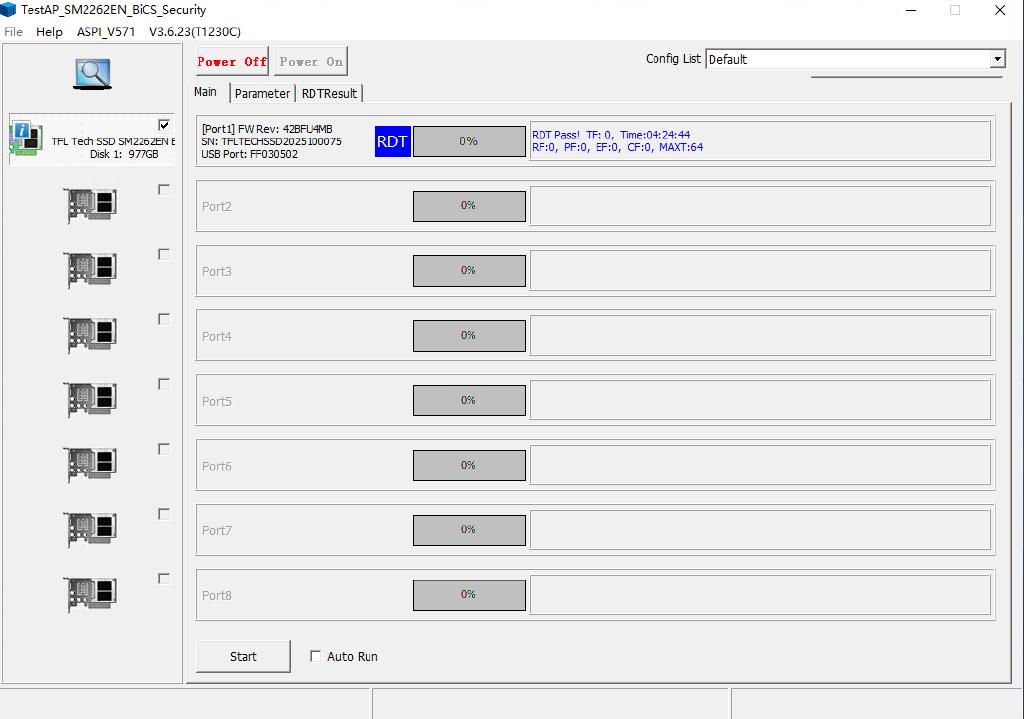 TestAP_SM2262EN_BiCS_Security
File Help ASPI_V571 V3.6.23(T1230C)
Power Off Power On Config List Default
Main Parameter RDTResult
TFL Tech SSD SM2262EN E
Disk 1: 977GB
[Port1] FW Rev: 42BFU4MB
SN: TFLTECHSSD2025100075
USB Port: FF030502
RDT 0%
RDT Pass! TF: 0, Time:04:24:44
RF:0, PF:0, EF:0, CF:0, MAXT:64
Port2 0%
Port3 0%
Port4 0%
Port5 0%
Port6 0%
Port7 0%
Port8 0%
Start Auto Run